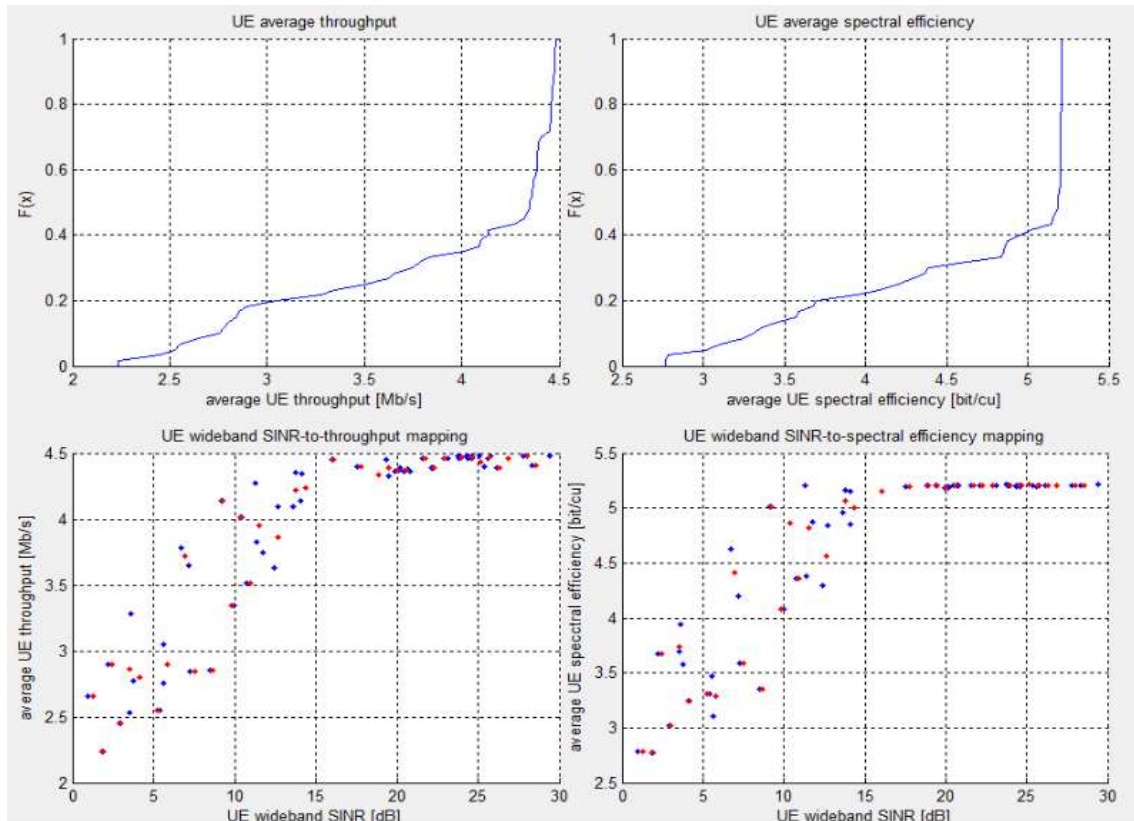 UE average throughput
1
0.8
0.6
0.4
0.2
0
F(x)
2 2.5 3 3.5 4 4.5
average UE throughput [Mb/s]
UE average spectral efficiency
1
0.8
0.6
0.4
0.2
0
F(x)
2.5 3 3.5 4 4.5 5 5.5
average UE spectral efficiency [bit/cu]
UE wideband SINR-to-throughput mapping
4.5
4
3.5
3
2.5
2
average UE throughput [Mb/s]
0 5 10 15 20 25 30
UE wideband SINR [dB]
UE wideband SINR-to-spectral efficiency mapping
5.5
5
4.5
4
3.5
3
2.5
average UE specctral efficiency [bit/cu]
0 5 10 15 20 25 30
UE wideband SINR [dB]